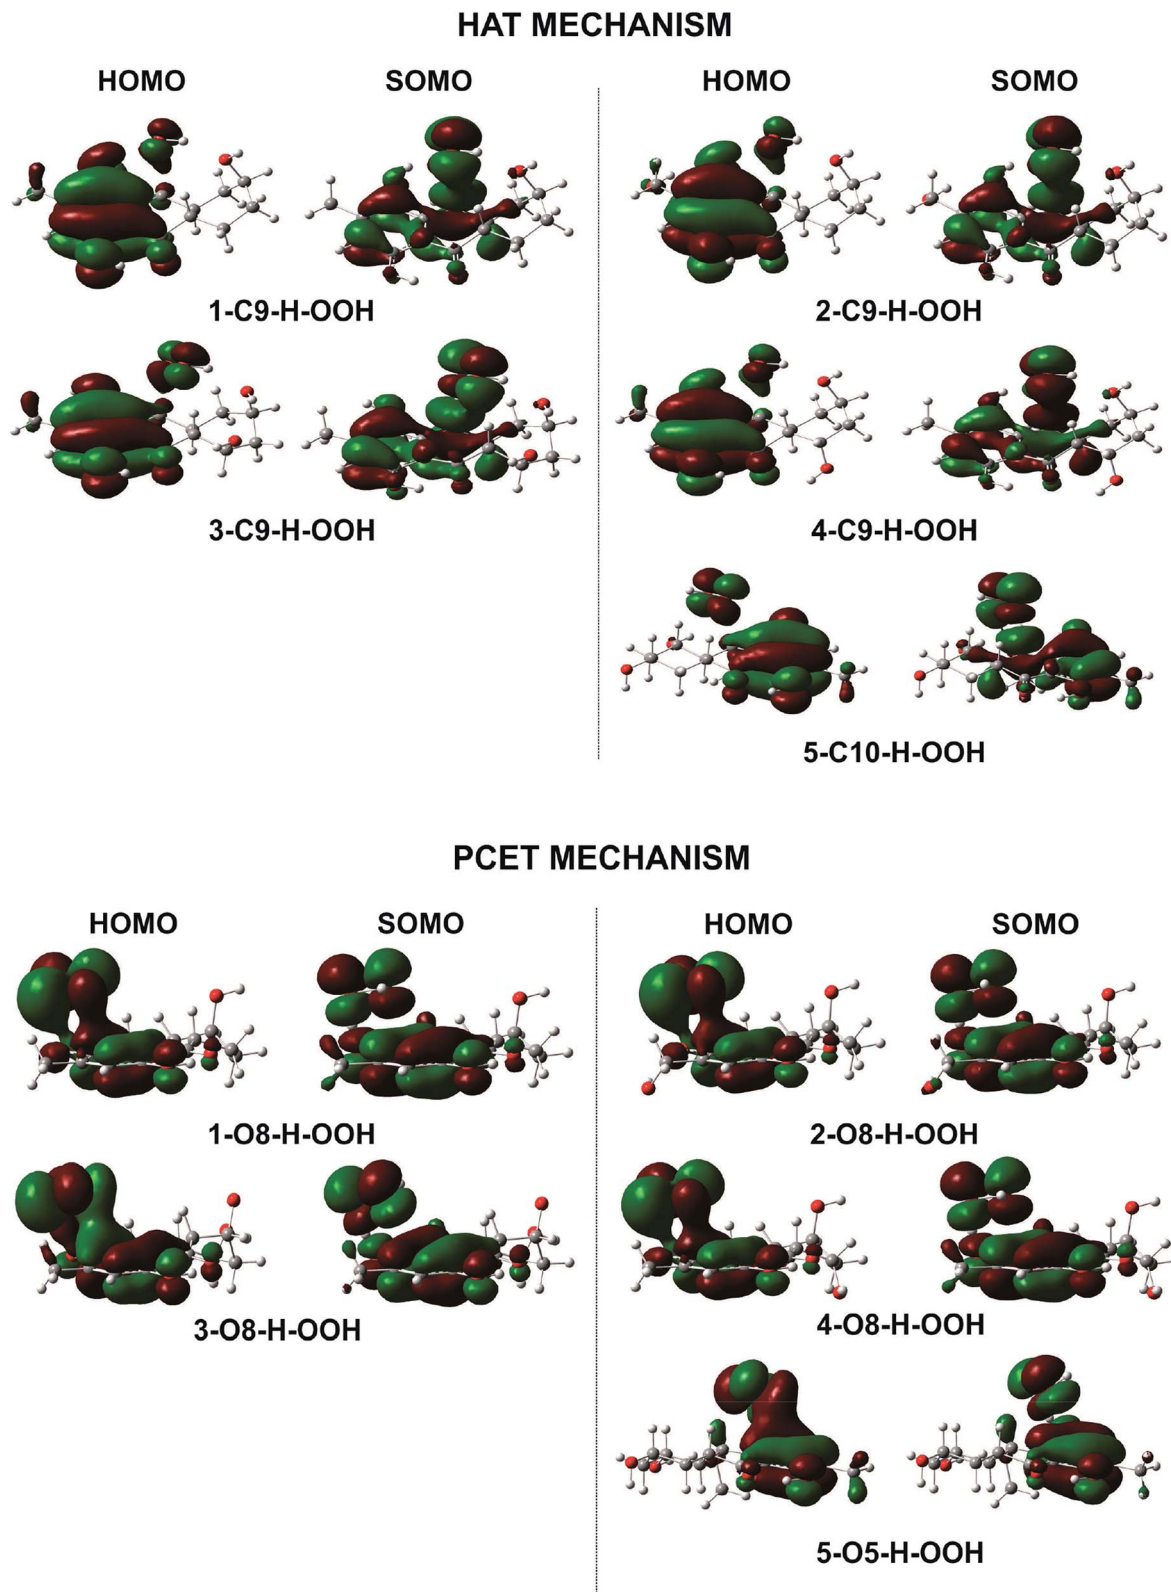 HAT MECHANISM
HOMO SOMO HOMO SOMO
1-C9-H-OOH 2-C9-H-OOH
3-C9-H-OOH 4-C9-H-OOH
5-C10-H-OOH
PCET MECHANISM
HOMO SOMO HOMO SOMO
1-O8-H-OOH 2-O8-H-OOH
3-O8-H-OOH 4-O8-H-OOH
5-O5-H-OOH